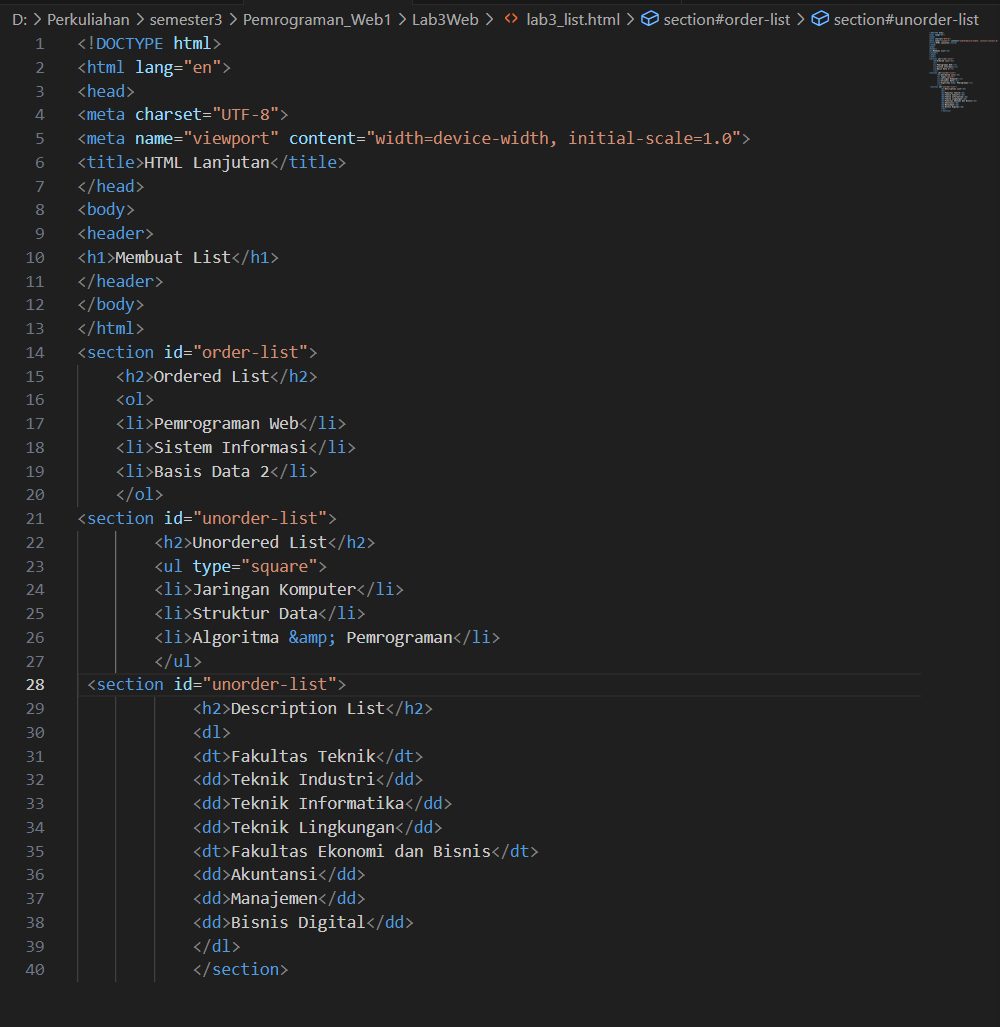 D: > Perkuliahan > semester3 > Pemrograman_Web1 > Lab3Web > <> lab3_list.html > section#order-list > section#unorder-list
1 <!DOCTYPE html>
2 <html lang="en">
3 <head>
4 <meta charset="UTF-8">
5 <meta name="viewport" content="width=device-width, initial-scale=1.0">
6 <title>HTML Lanjutan</title>
7 </head>
8 <body>
9 <header>
10 <h1>Membuat List</h1>
11 </header>
12 </body>
13 </html>
14 <section id="order-list">
15     <h2>Ordered List</h2>
16     <ol>
17     <li>Pemrograman Web</li>
18     <li>Sistem Informasi</li>
19     <li>Basis Data 2</li>
20     </ol>
21 <section id="unorder-list">
22         <h2>Unordered List</h2>
23         <ul type="square">
24         <li>Jaringan Komputer</li>
25         <li>Struktur Data</li>
26         <li>Algoritma &amp; Pemrograman</li>
27         </ul>
28  <section id="unorder-list">
29             <h2>Description List</h2>
30             <dl>
31             <dt>Fakultas Teknik</dt>
32             <dd>Teknik Industri</dd>
33             <dd>Teknik Informatika</dd>
34             <dd>Teknik Lingkungan</dd>
35             <dt>Fakultas Ekonomi dan Bisnis</dt>
36             <dd>Akuntansi</dd>
37             <dd>Manajemen</dd>
38             <dd>Bisnis Digital</dd>
39             </dl>
40             </section>